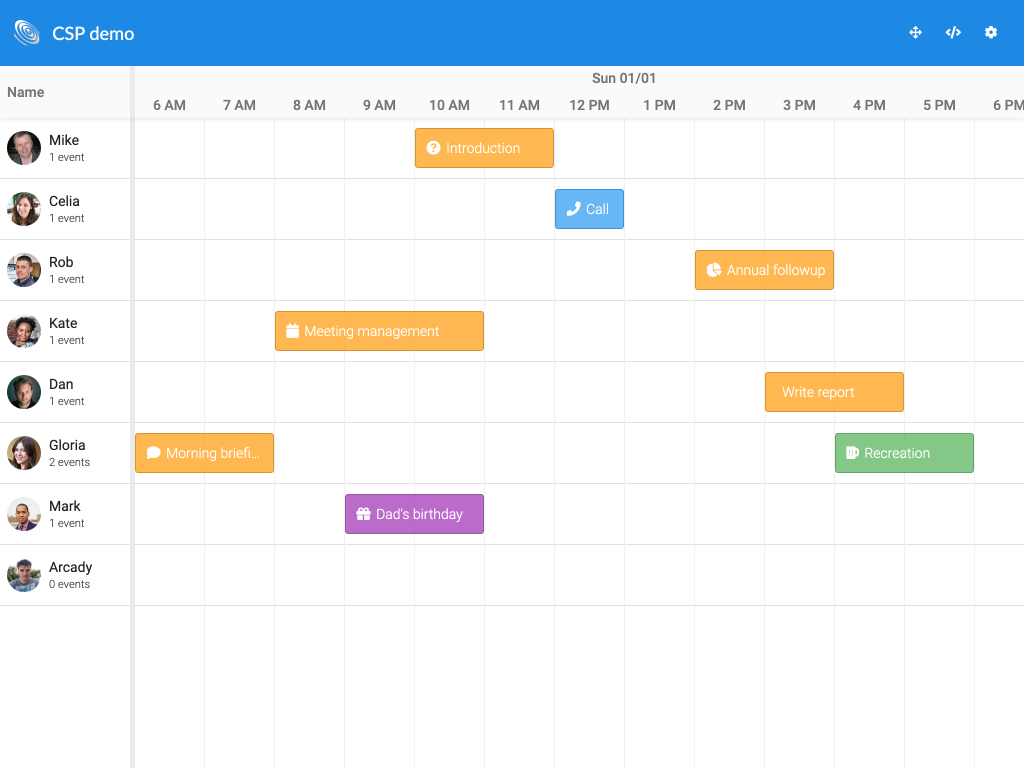 CSP demo
Name
Sun 01/01
6 AM 7 AM 8 AM 9 AM 10 AM 11 AM 12 PM 1 PM 2 PM 3 PM 4 PM 5 PM 6 PM
Mike
1 event
Introduction
Celia
1 event
Call
Rob
1 event
Annual followup
Kate
1 event
Meeting management
Dan
1 event
Write report
Gloria
2 events
Morning briefi...
Recreation
Mark
1 event
Dad's birthday
Arcady
0 events